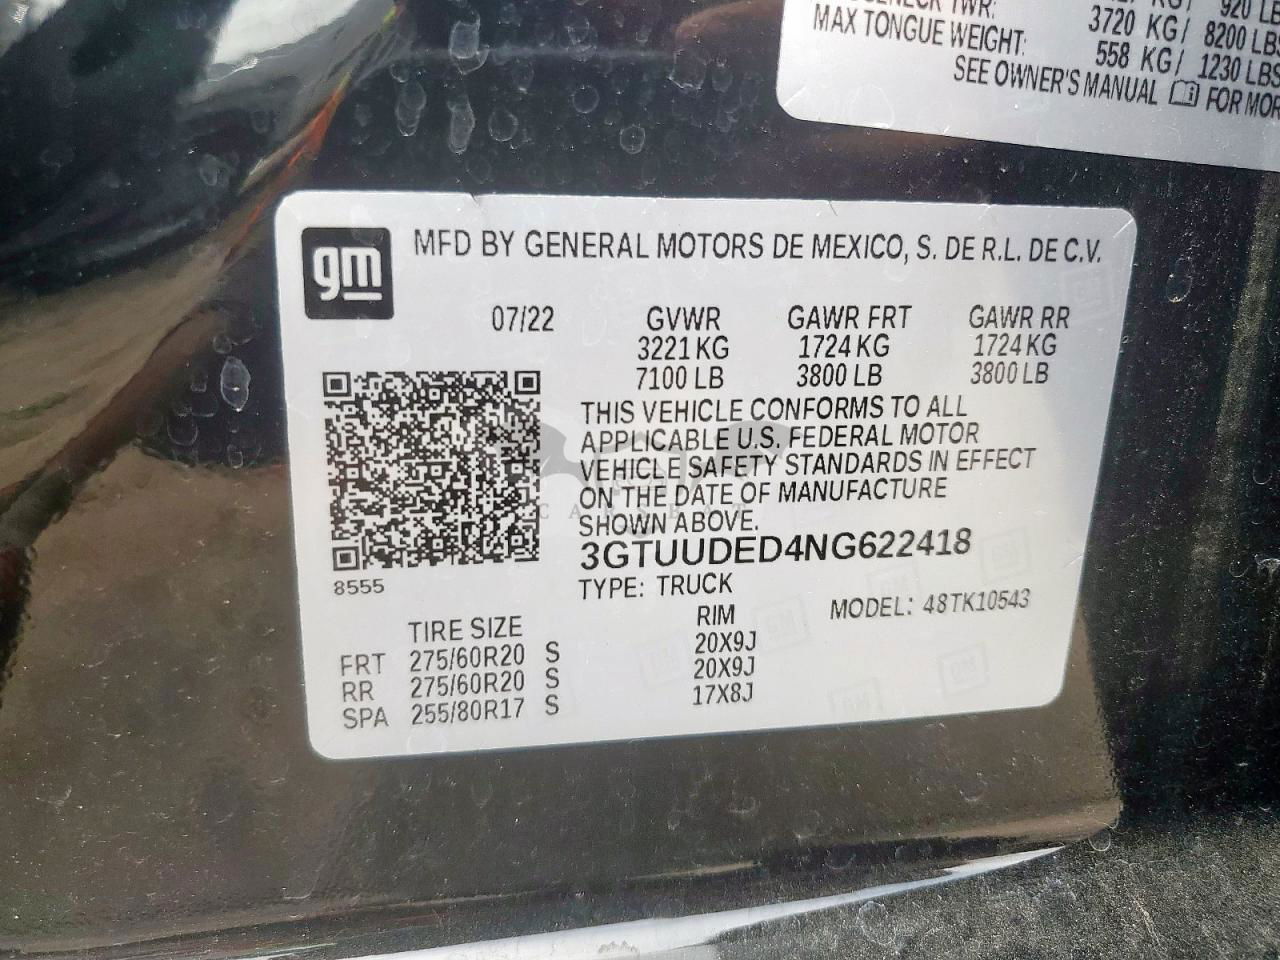 TWR:
920
3720 KG/ 8200 LBS
MAX TONGUE WEIGHT: 558 KG/ 1230 LBS
SEE OWNER'S MANUAL FOR
gm
MFD BY GENERAL MOTORS DE MEXICO, S. DE R.L. DE C.V.
07/22 GVWR GAWR FRT GAWR RR
3221 KG 1724 KG 1724 KG
7100 LB 3800 LB 3800 LB
THIS VEHICLE CONFORMS TO ALL
APPLICABLE U.S. FEDERAL MOTOR
VEHICLE SAFETY STANDARDS IN EFFECT
ON THE DATE OF MANUFACTURE
SHOWN ABOVE.
3GTUUDED4NG622418
8555
TYPE: TRUCK
MODEL: 48TK10543
TIRE SIZE RIM
FRT 275/60R20 S 20X9J
RR 275/60R20 S 20X9J
SPA 255/80R17 S 17X8J